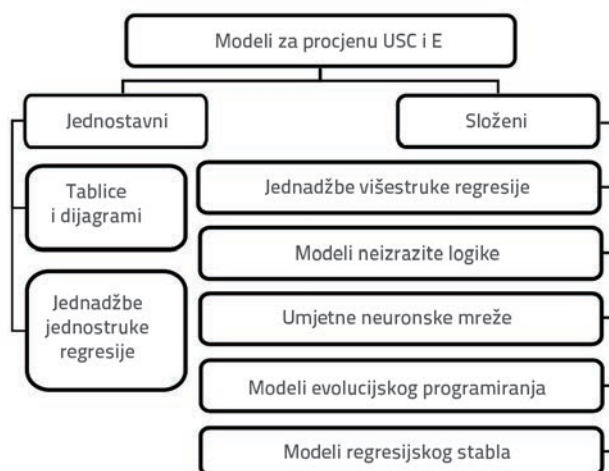 Modeli za procjenu USC i E
Jednostavni
Složeni
Tablice
i dijagrami
Jednadžbe
jednostruke
regresije
Jednadžbe višestruke regresije
Modeli neizrazite logike
Umjetne neuronske mreže
Modeli evolucijskog programiranja
Modeli regresijskog stabla